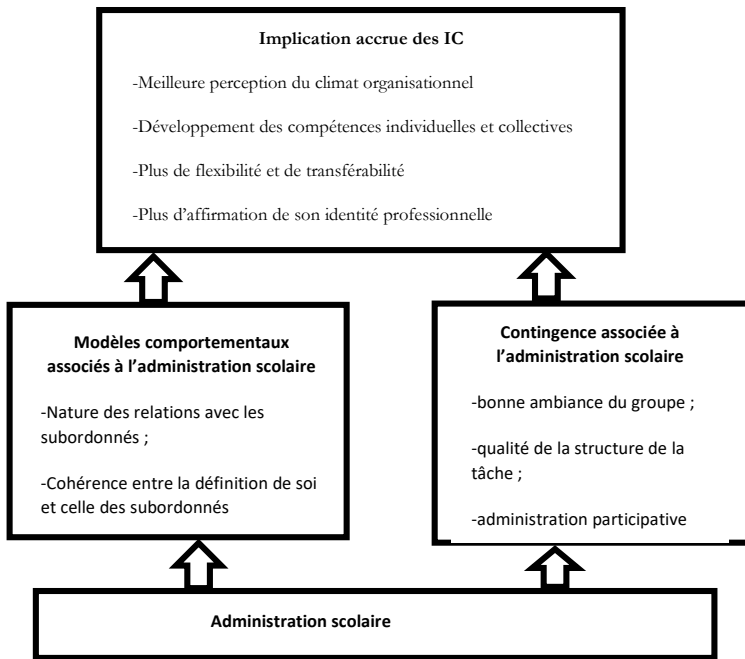 Implication accrue des IC
-Meilleure perception du climat organisationnel
-Développement des compétences individuelles et collectives
-Plus de flexibilité et de transférabilité
-Plus d’affirmation de son identité professionnelle
Modèles comportementaux
associés à l’administration scolaire
-Nature des relations avec les
subordonnés ;
-Cohérence entre la définition de soi
et celle des subordonnés
Contingence associée à
l’administration scolaire
-bonne ambiance du groupe ;
-qualité de la structure de la
tâche ;
-administration participative
Administration scolaire